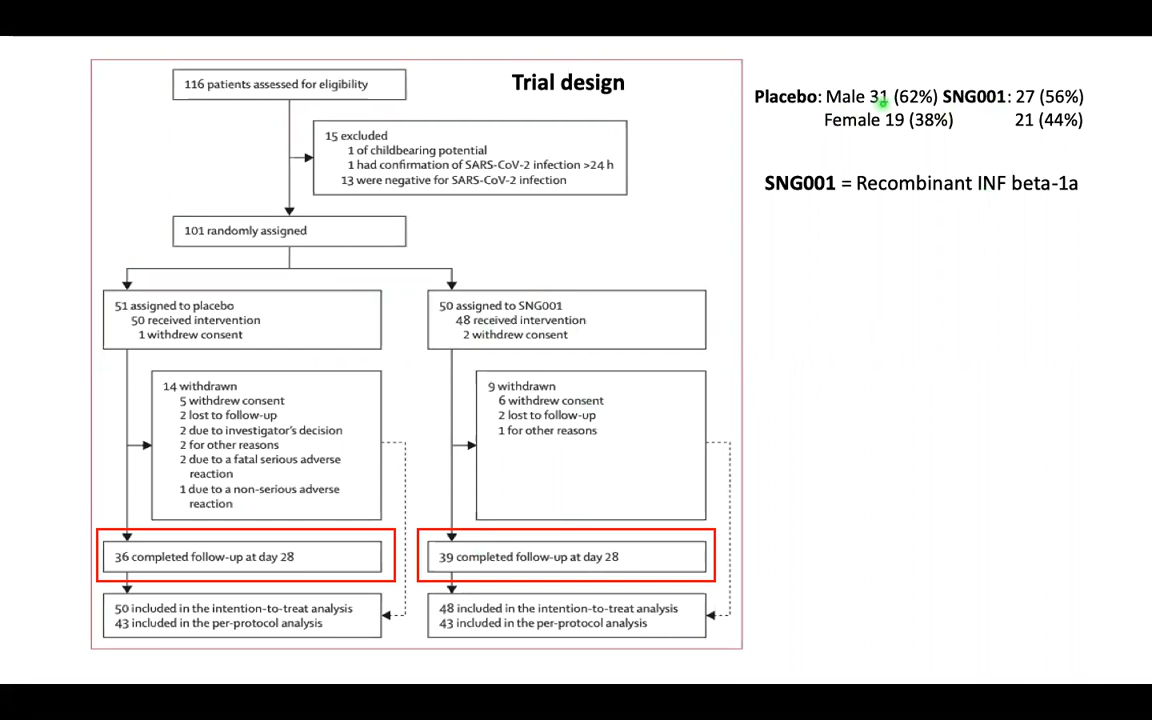 Trial design
116 patients assessed for eligibility
15 excluded
1 of childbearing potential
1 had confirmation of SARS-CoV-2 infection >24 h
13 were negative for SARS-CoV-2 infection
101 randomly assigned
51 assigned to placebo
50 received intervention
1 withdrew consent
50 assigned to SNG001
48 received intervention
2 withdrew consent
14 withdrawn
5 withdrew consent
2 lost to follow-up
2 due to investigator's decision
2 for other reasons
2 due to a fatal serious adverse
reaction
1 due to a non-serious adverse
reaction
9 withdrawn
6 withdrew consent
2 lost to follow-up
1 for other reasons
36 completed follow-up at day 28
39 completed follow-up at day 28
50 included in the intention-to-treat analysis
43 included in the per-protocol analysis
48 included in the intention-to-treat analysis
43 included in the per-protocol analysis
Placebo: Male 31 (62%) SNG001: 27 (56%)
Female 19 (38%) 21 (44%)
SNG001 = Recombinant INF beta-1a